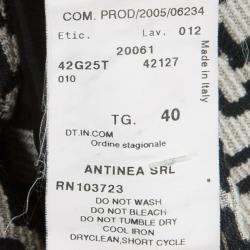 COM. PROD/2005/06234
Etic. Lav. 012
20061
42G25T 42127
010
Made in Italy
TG. 40
DT.IN.COM
Ordine stagionale
ANTINEA SRL
RN103723
DO NOT WASH
DO NOT BLEACH
DO NOT TUMBLE DRY
COOL IRON
DRYCLEAN,SHORT CYCLE